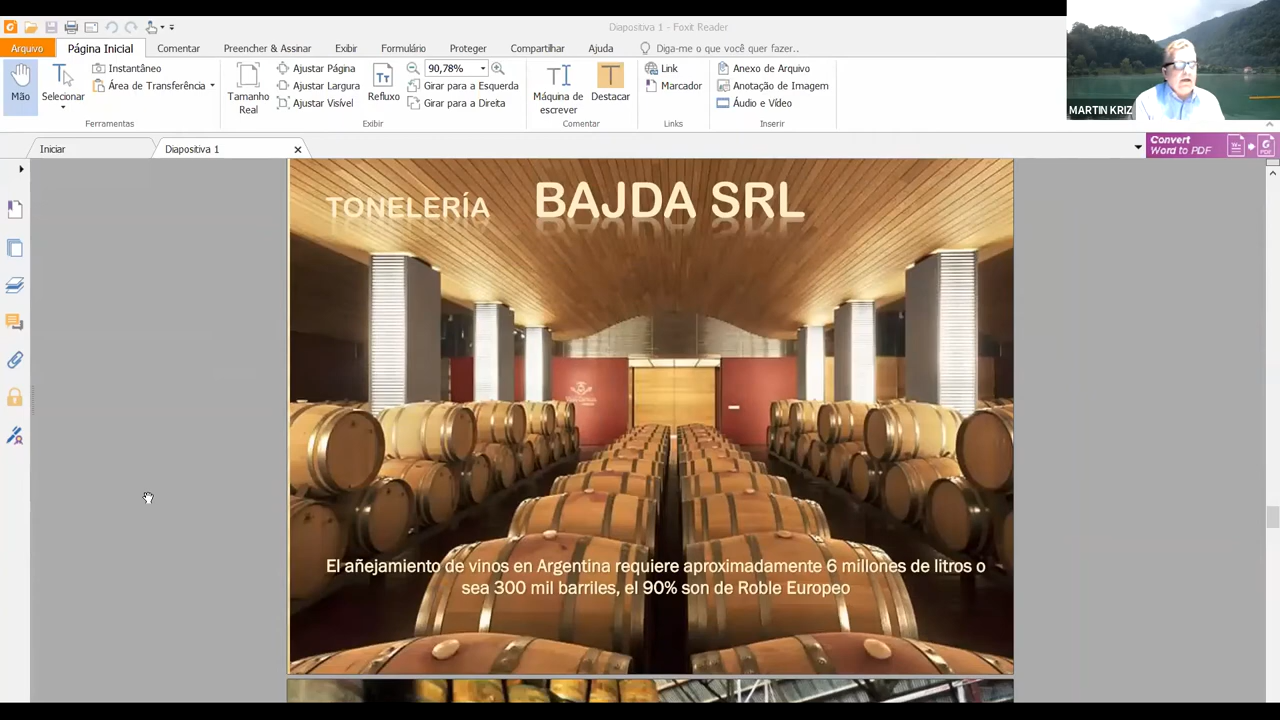 Diapositiva 1 - Foxit Reader
Arquivo Página Inicial Comentar Preencher & Assinar Exibir Formulário Proteger Compartilhar Ajuda Diga-me o que você quer fazer..
Mão
Selecionar
Instantâneo
Área de Transferência
Ferramentas
Tamanho
Real
Ajustar Página
Ajustar Largura
Ajustar Visível
Refluxo
90,78%
Girar para a Esquerda
Girar para a Direita
Exibir
Máquina de
escrever
Destacar
Comentar
Link
Marcador
Links
Anexo de Arquivo
Anotação de Imagem
Áudio e Vídeo
Inserir
MARTIN KRIZ
Iniciar Diapositiva 1
Convert
Word to PDF
TONELERÍA BAJDA SRL
El añejamiento de vinos en Argentina requiere aproximadamente 6 millones de litros o
sea 300 mil barriles, el 90% son de Roble Europeo